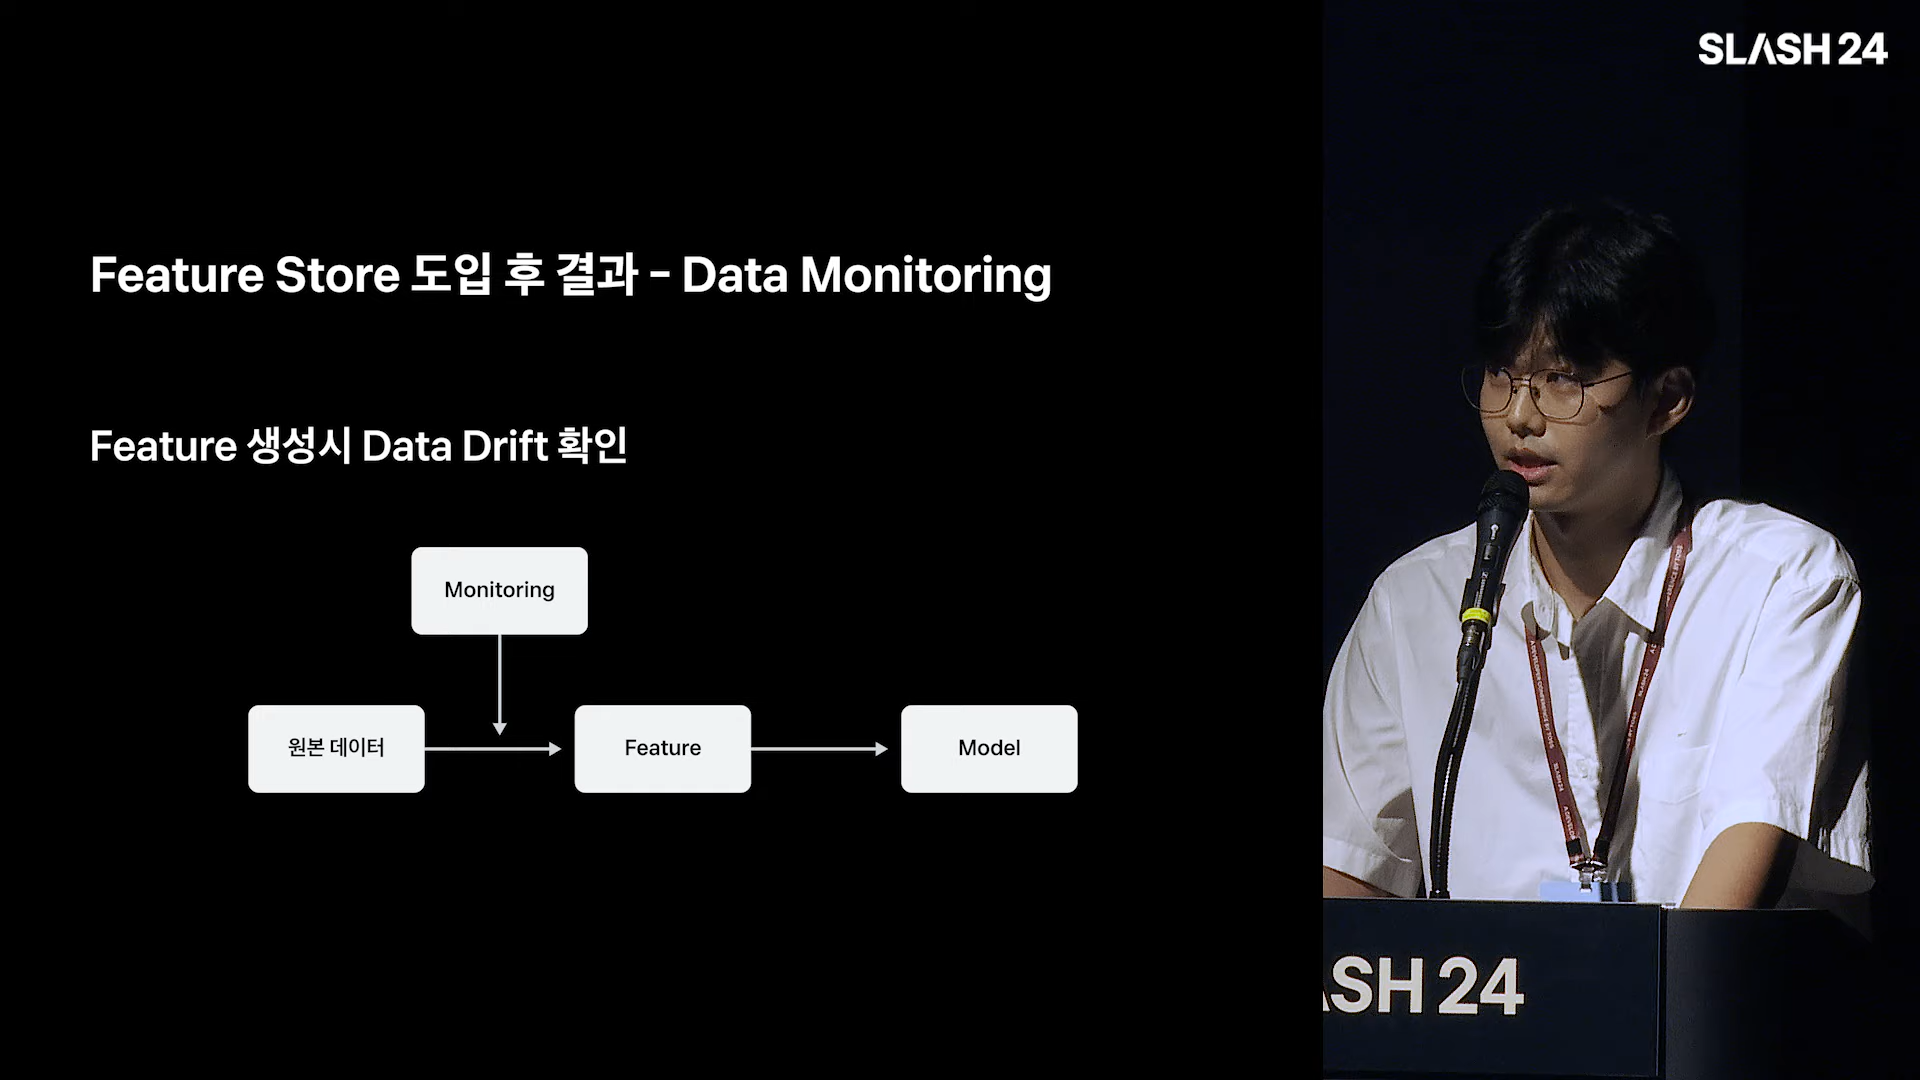 SLASH 24
Feature Store 도입 후 결과 - Data Monitoring
Feature 생성시 Data Drift 확인
Monitoring
원본 데이터
Feature
Model
ASH 24